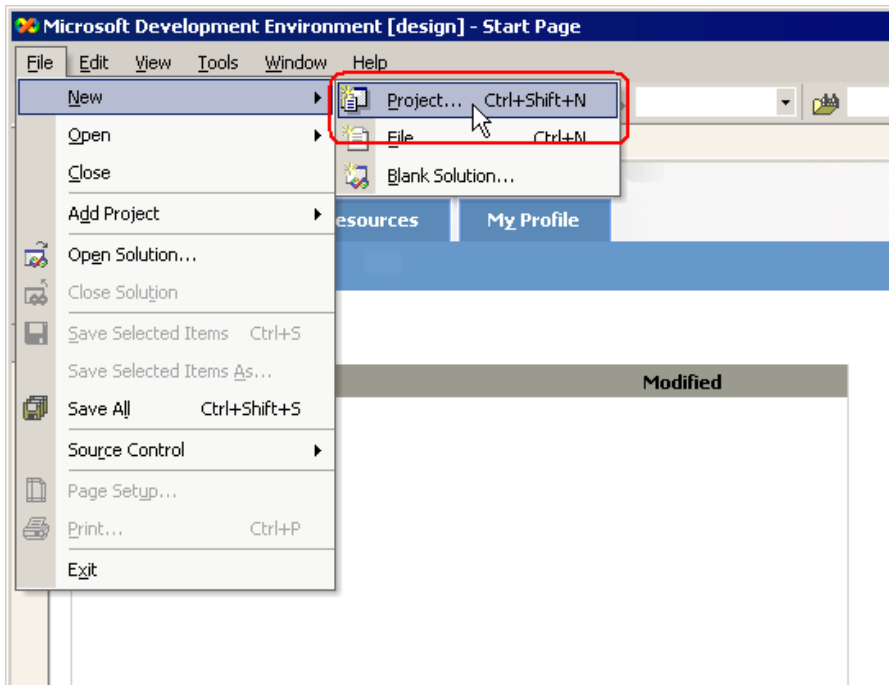 Microsoft Development Environment [design] - Start Page
File Edit View Tools Window Help
New
Project... Ctrl+Shift+N
Open
File Ctrl+N
Close
Blank Solution...
Add Project
esources My Profile
Open Solution...
Close Solution
Save Selected Items Ctrl+S
Save Selected Items As...
Modified
Save All Ctrl+Shift+S
Source Control
Page Setup...
Print... Ctrl+P
Exit